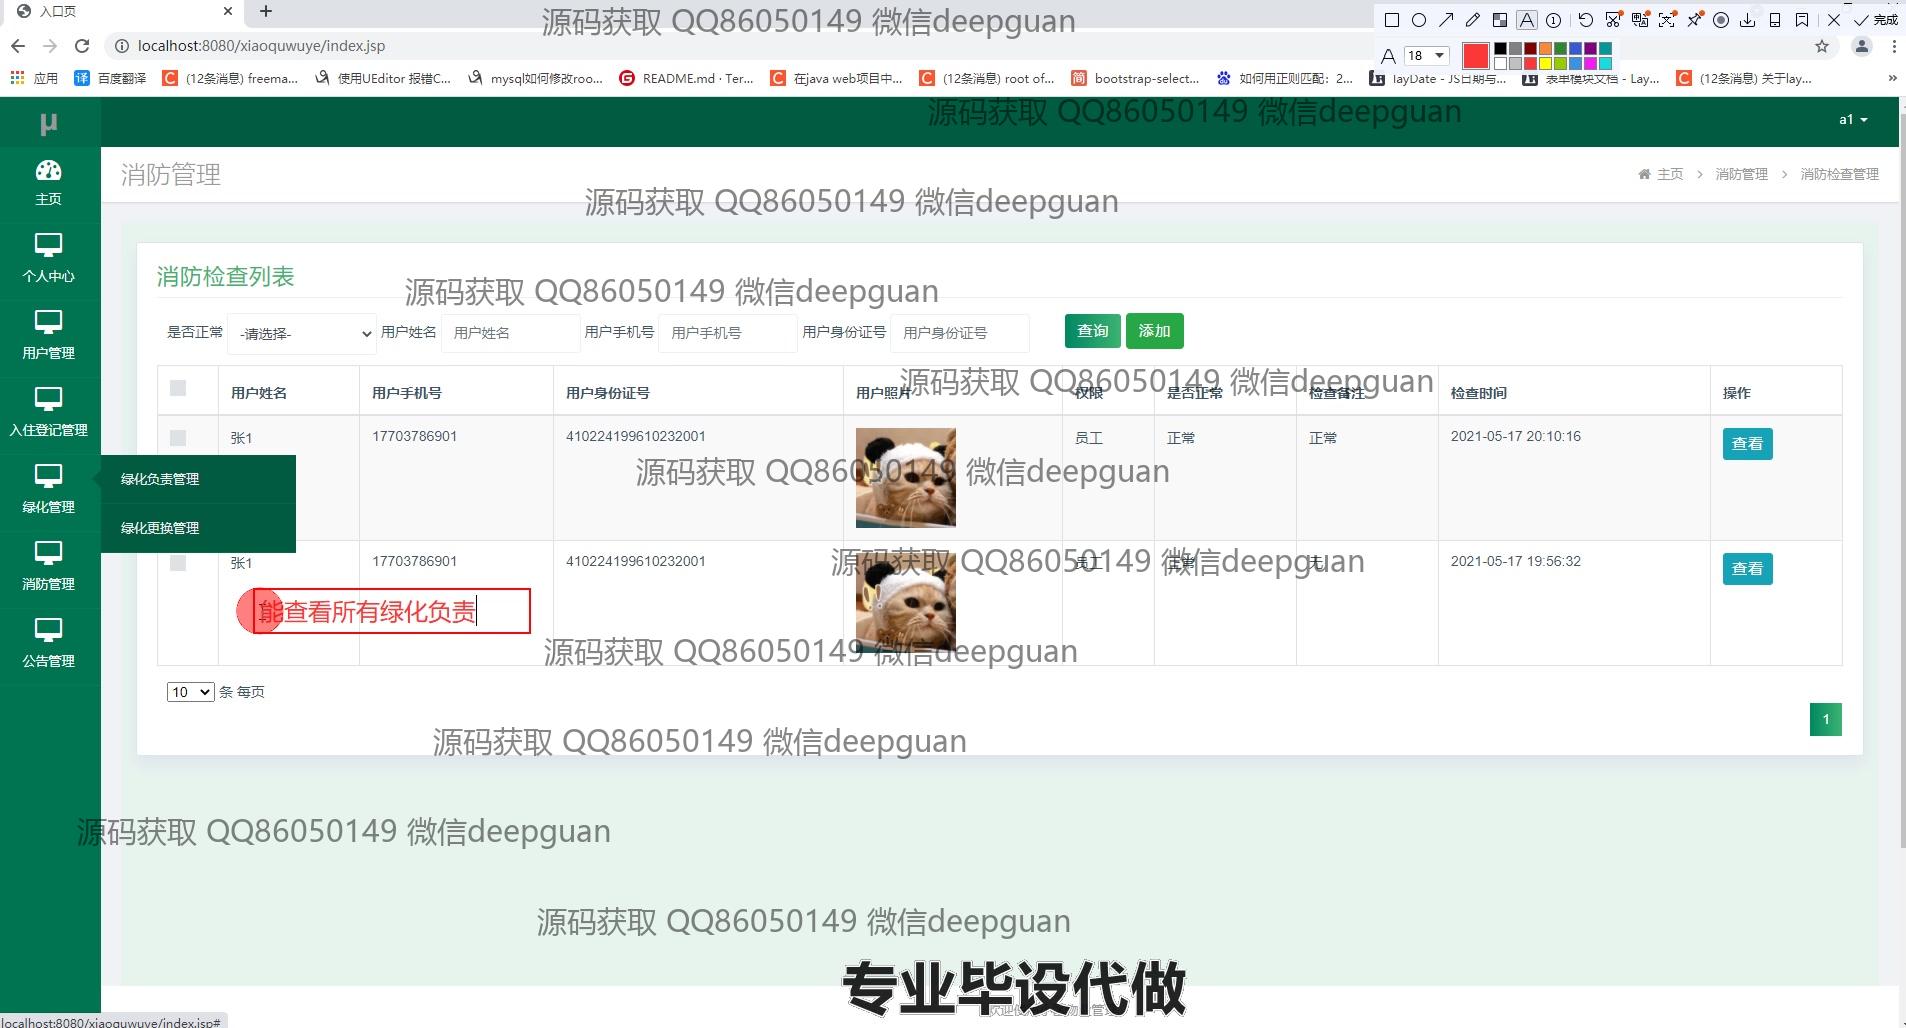 入口页
源码获取 QQ86050149 微信deepguan
完成
localhost:8080/xiaoquwuye/index.jsp
A 18
应用 百度翻译 (12条消息) freema... 使用UEditor 报错C... mysql如何修改roo... README.md · Ter... 在java web项目中... (12条消息) root of... bootstrap-select... 如何用正则匹配：2... layDate - JS日期与... 表单模块文档 - Lay... (12条消息) 关于lay...
源码获取 QQ86050149 微信deepguan
μ
a1
主页
消防管理
主页 > 消防管理 > 消防检查管理
源码获取 QQ86050149 微信deepguan
个人中心
消防检查列表
源码获取 QQ86050149 微信deepguan
是否正常 -请选择- 用户姓名 用户姓名 用户手机号 用户手机号 用户身份证号 用户身份证号 查询 添加
用户管理
源码获取 QQ86050149 微信deepguan
用户姓名 用户手机号 用户身份证号 用户照片 权限 是否正常 检查备注 检查时间 操作
入住登记管理
张1 17703786901 410224199610232001 员工 正常 正常 2021-05-17 20:10:16 查看
源码获取 QQ86050149 微信deepguan
绿化负责管理
绿化管理
绿化更换管理
张1 17703786901 410224199610232001 员工 正常 无 2021-05-17 19:56:32 查看
源码获取 QQ86050149 微信deepguan
消防管理
能查看所有绿化负责
源码获取 QQ86050149 微信deepguan
公告管理
10 条 每页
1
源码获取 QQ86050149 微信deepguan
源码获取 QQ86050149 微信deepguan
源码获取 QQ86050149 微信deepguan
专业毕设代做
localhost:8080/xiaoquwuye/index.jsp#